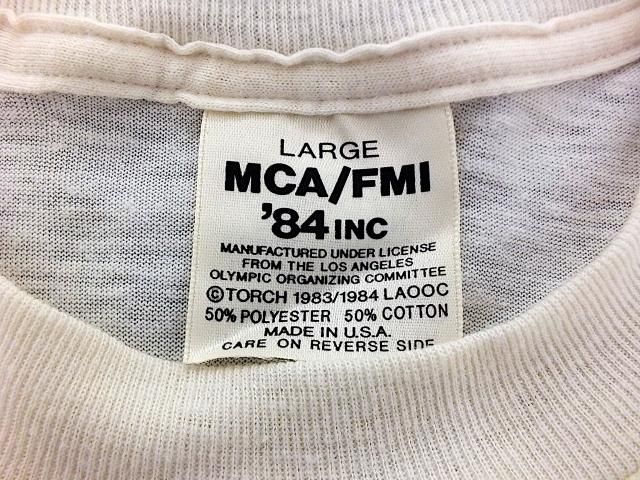 LARGE
MCA/FMI
'84 INC
MANUFACTURED UNDER LICENSE
FROM THE LOS ANGELES
OLYMPIC ORGANIZING COMMITTEE
©TORCH 1983/1984 LAOOC
50% POLYESTER 50% COTTON
MADE IN U.S.A.
CARE ON REVERSE SIDE